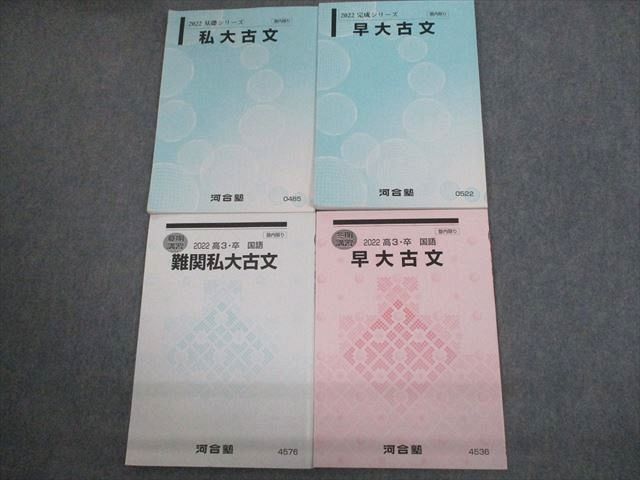 2022 基礎シリーズ
塾内限り
私大古文
河合塾
0485
2022 完成シリーズ
塾内限り
早大古文
河合塾
0522
夏期
講習
塾内限り
2022 高3・卒 国語
難関私大古文
河合塾
4576
冬期
講習
塾内限り
2022 高3・卒 国語
早大古文
河合塾
4536